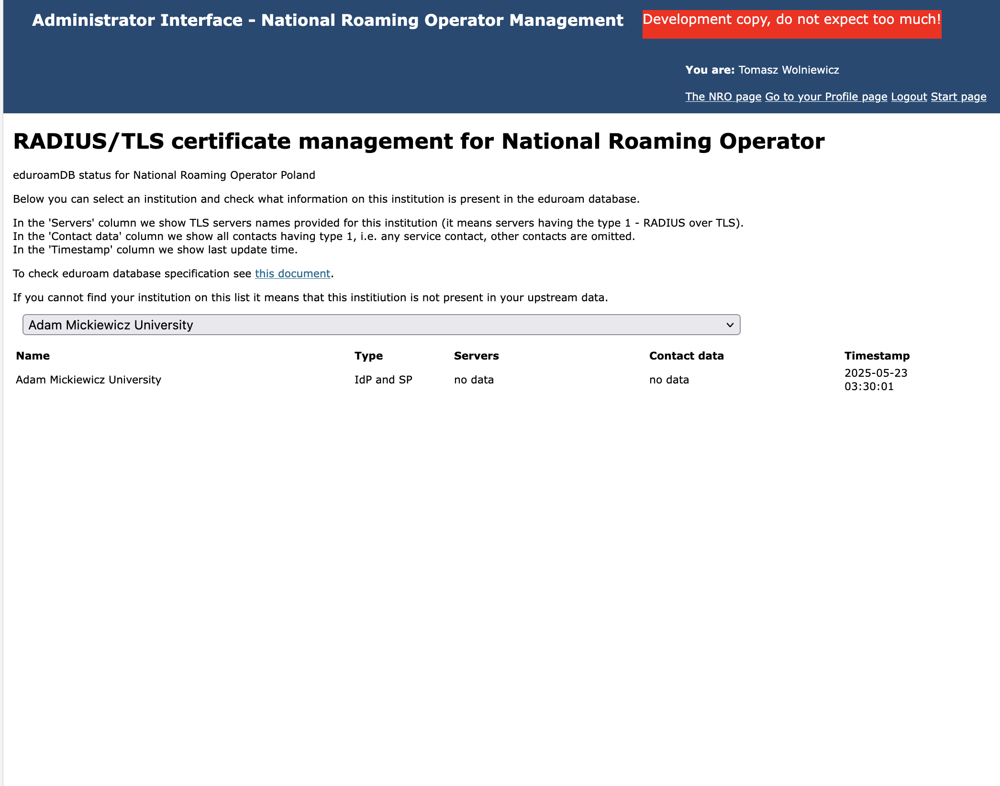 Administrator Interface - National Roaming Operator Management
Development copy, do not expect too much!
You are: Tomasz Wolniewicz
The NRO page Go to your Profile page Logout Start page
RADIUS/TLS certificate management for National Roaming Operator
eduroamDB status for National Roaming Operator Poland
Below you can select an institution and check what information on this institution is present in the eduroam database.
In the 'Servers' column we show TLS servers names provided for this institution (it means servers having the type 1 - RADIUS over TLS).
In the 'Contact data' column we show all contacts having type 1, i.e. any service contact, other contacts are omitted.
In the 'Timestamp' column we show last update time.
To check eduroam database specification see this document.
If you cannot find your institution on this list it means that this institiution is not present in your upstream data.
Adam Mickiewicz University
Name Type Servers Contact data Timestamp
Adam Mickiewicz University IdP and SP no data no data 2025-05-23
03:30:01